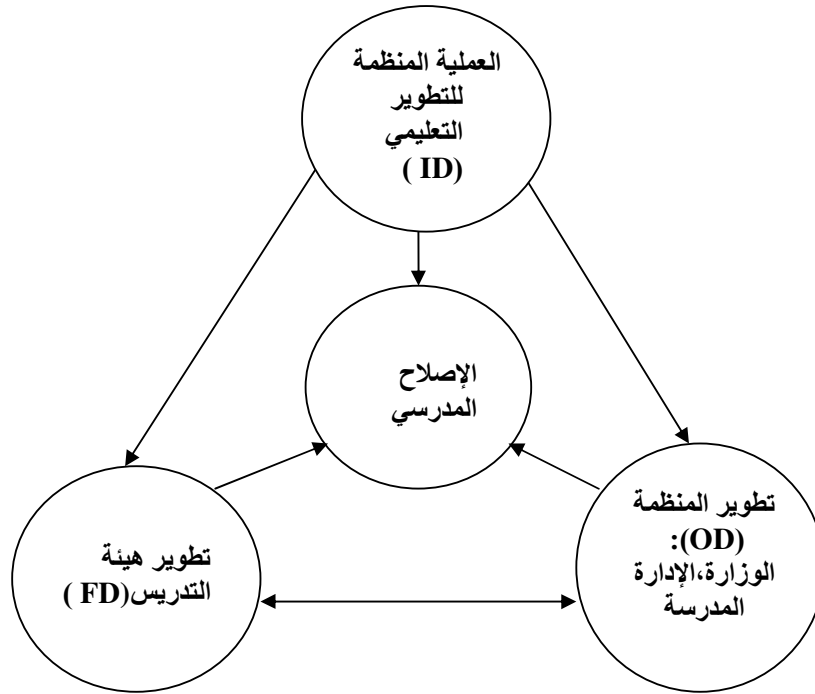 العملية المنظمة
للتطوير
التعليمي
(ID )
الإصلاح
المدرسي
تطوير المنظمة
(OD):
الوزارة،الإدارة
المدرسة
تطوير هيئة
التدريس(FD )